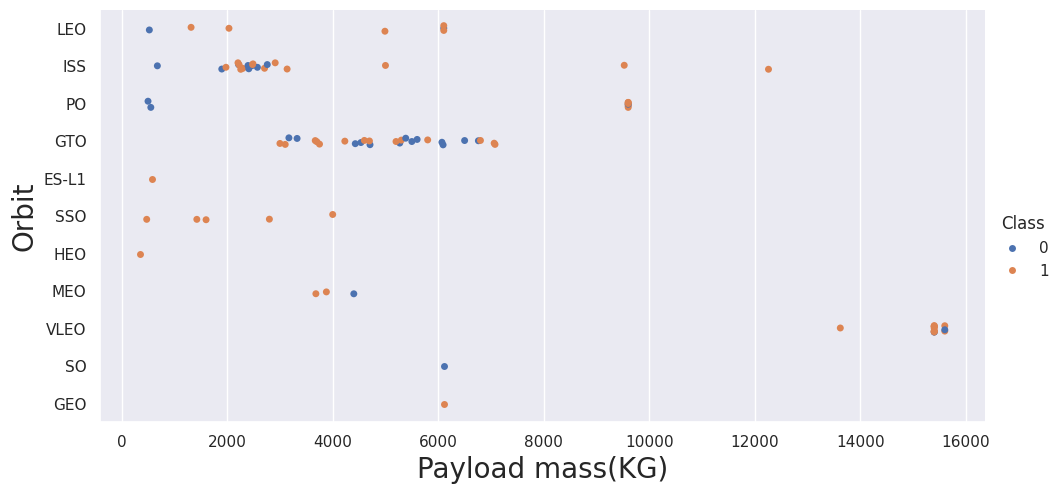 LEO
ISS
PO
GTO
ES-L1
SSO
HEO
MEO
VLEO
SO
GEO
Orbit
0 2000 4000 6000 8000 10000 12000 14000 16000
Payload mass(KG)
Class
0
1